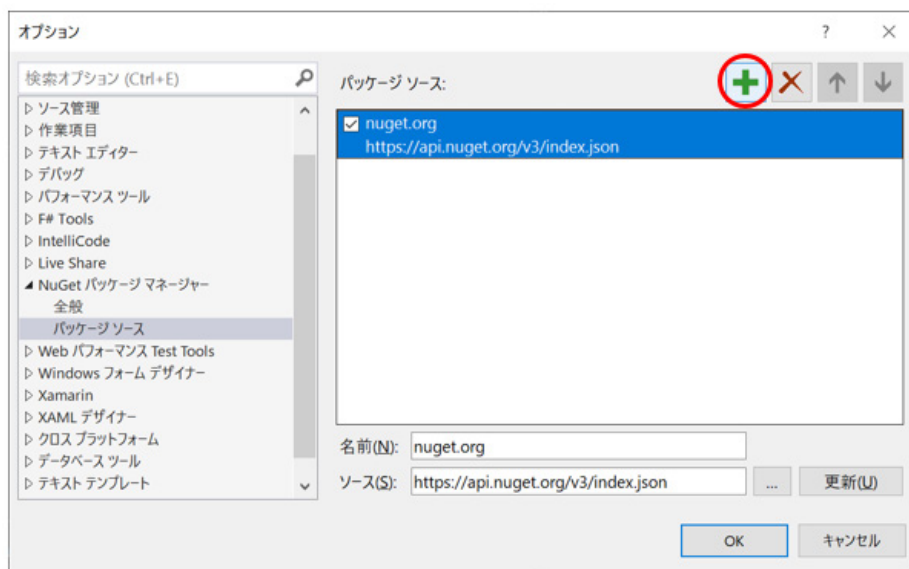 オプション
?
検索オプション (Ctrl+E)
ソース管理
作業項目
テキスト エディター
デバッグ
パフォーマンス ツール
F# Tools
IntelliCode
Live Share
NuGet パッケージ マネージャー
全般
パッケージ ソース
Web パフォーマンス Test Tools
Windows フォーム デザイナー
Xamarin
XAML デザイナー
クロス プラットフォーム
データベース ツール
テキスト テンプレート
パッケージ ソース:
nuget.org
https://api.nuget.org/v3/index.json
名前(N): nuget.org
ソース(S): https://api.nuget.org/v3/index.json ... 更新(U)
OK キャンセル